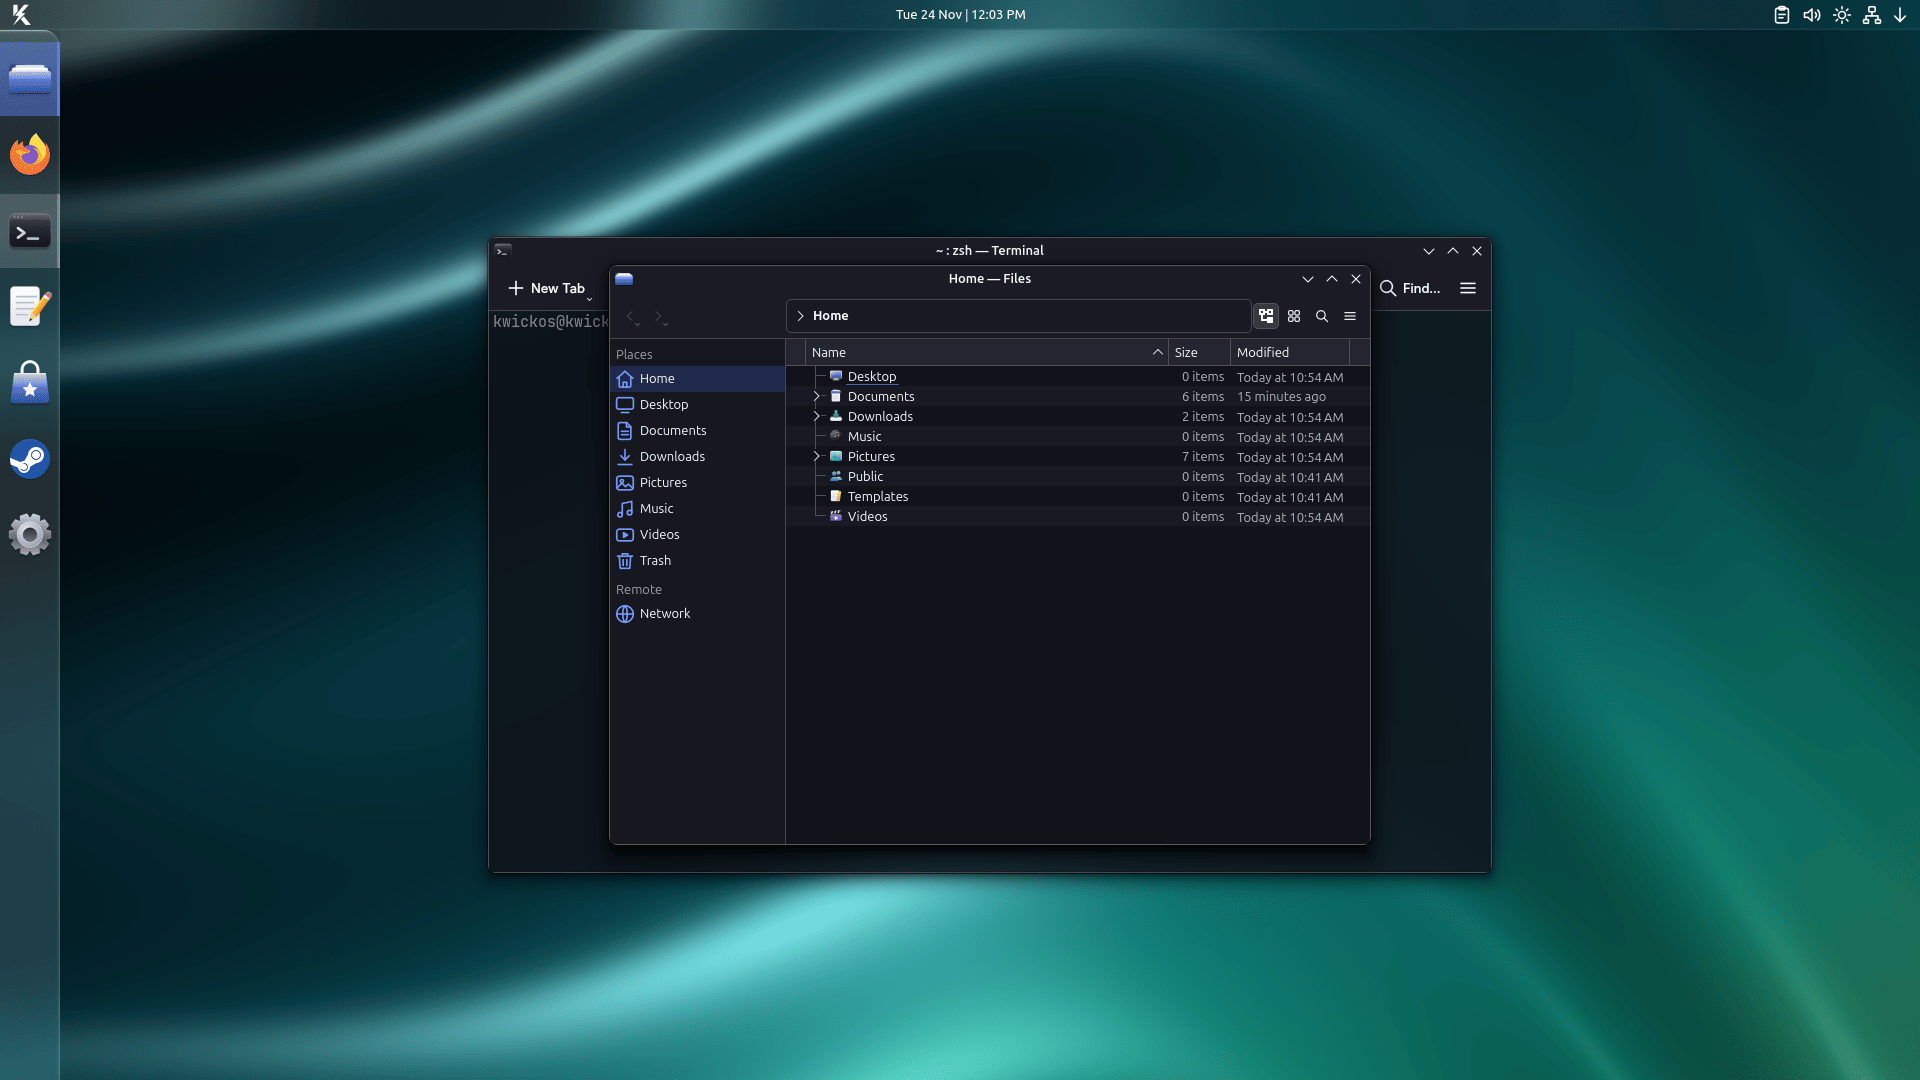 Tue 24 Nov | 12:03 PM
~ : zsh — Terminal
New Tab
Find...
kwickos@kwick
Home — Files
Home
Places
Home
Desktop
Documents
Downloads
Pictures
Music
Videos
Trash
Remote
Network
Name Size Modified
Desktop 0 items Today at 10:54 AM
Documents 6 items 15 minutes ago
Downloads 2 items Today at 10:54 AM
Music 0 items Today at 10:54 AM
Pictures 7 items Today at 10:54 AM
Public 0 items Today at 10:41 AM
Templates 0 items Today at 10:41 AM
Videos 0 items Today at 10:54 AM